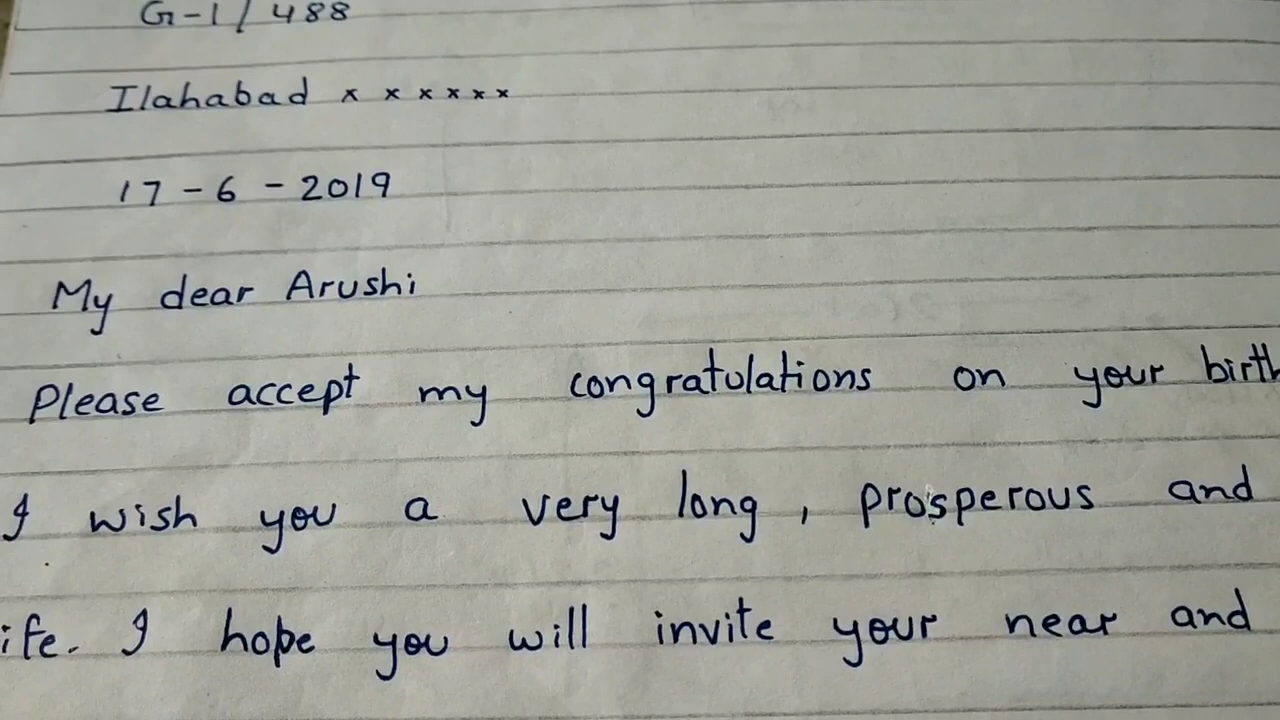 G-1/488
Ilahabad x x x x x x
17-6-2019
My dear Arushi
Please accept my congratulations on your birth
I wish you a very long, prosperous and
ife. I hope you will invite your near and